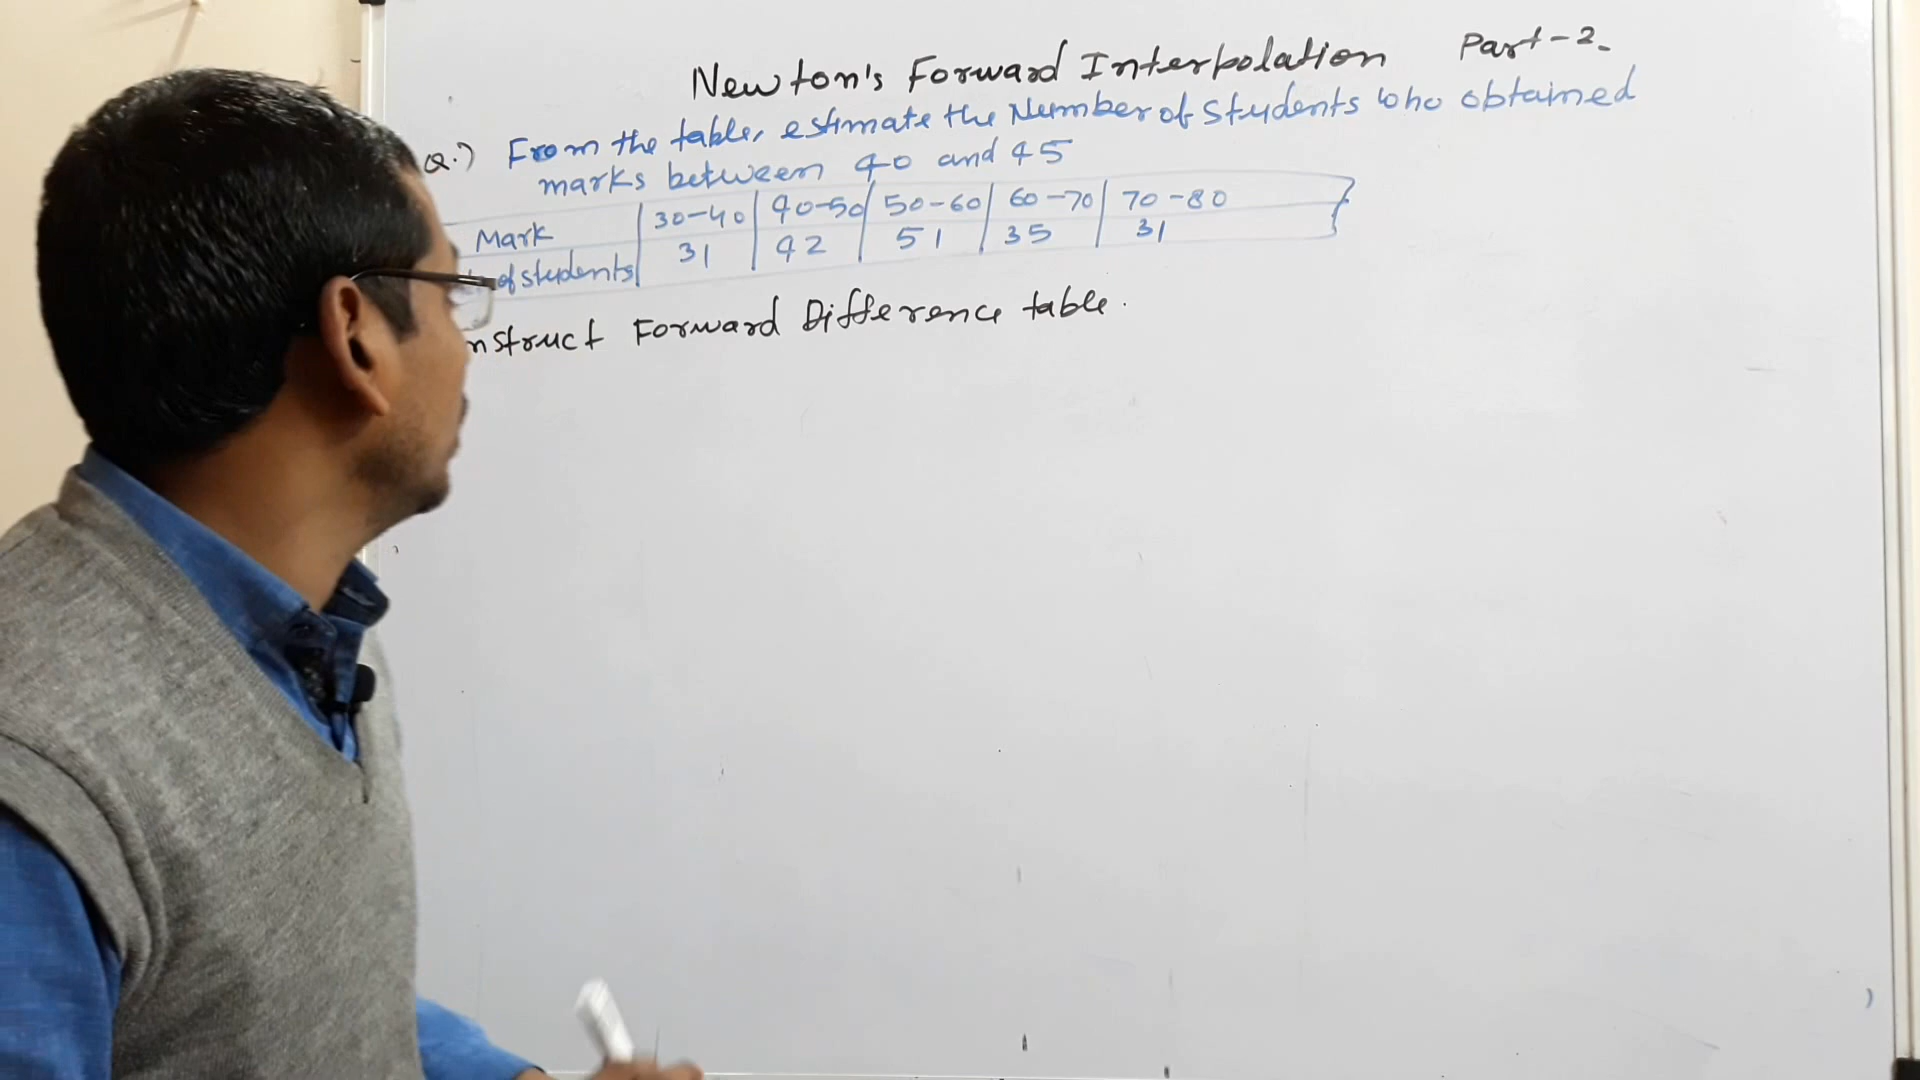 Newton's Forward Interpolation Part-2.
Q.) From the table, estimate the Number of Students who obtained
marks between 40 and 45
Mark 30-40 40-50 50-60 60-70 70-80
of students 31 42 51 35 31
Forward Difference table.